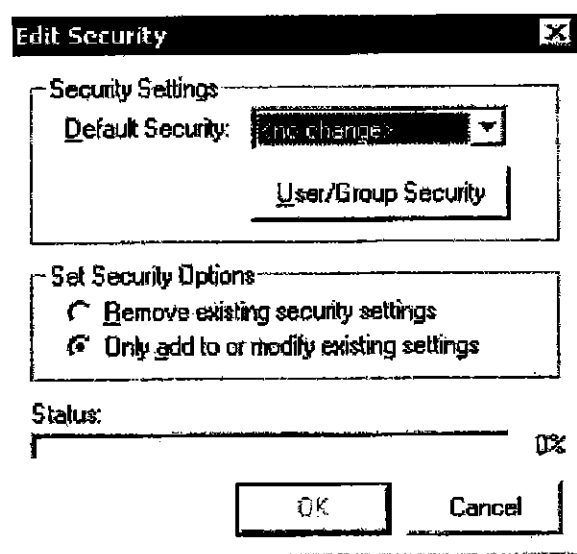 Edit Security
Security Settings
Default Security: <no change>
User/Group Security
Set Security Options
Remove existing security settings
Only add to or modify existing settings
Status:
0%
OK Cancel